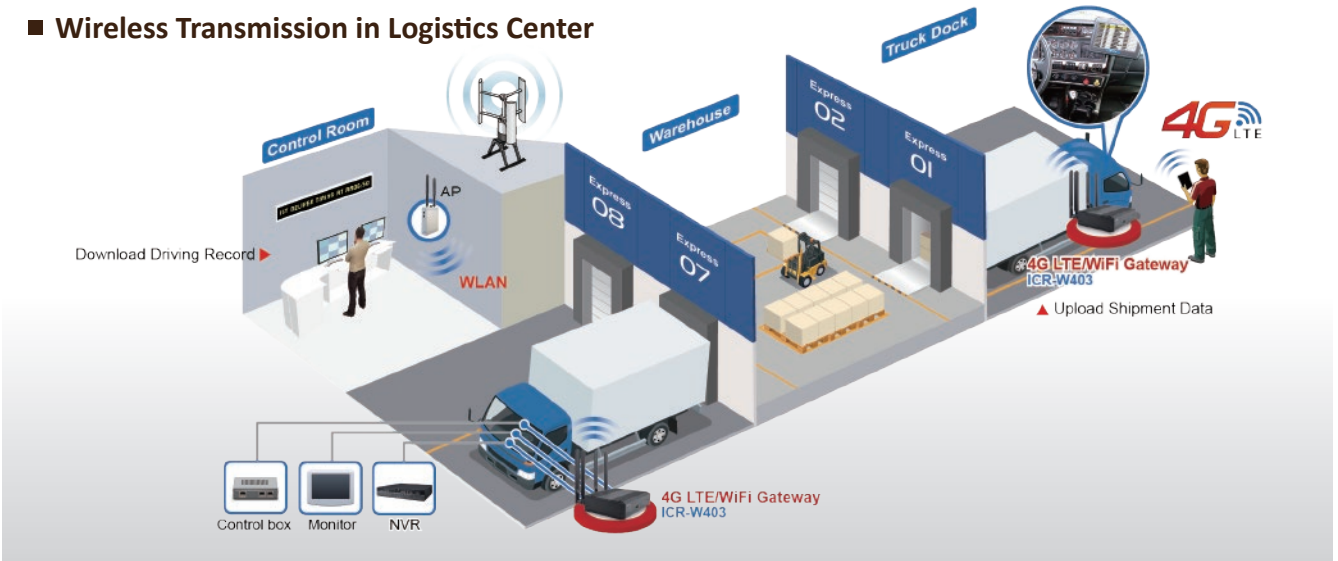 Wireless Transmission in Logistics Center
Truck Dock
4G
LTE
Control Room
Warehouse
Express
02
Express
01
AP
Express
08
Express
07
Download Driving Record
WLAN
4G LTE/WiFi Gateway
ICR-W403
Upload Shipment Data
Control box
Monitor
NVR
4G LTE/WiFi Gateway
ICR-W403